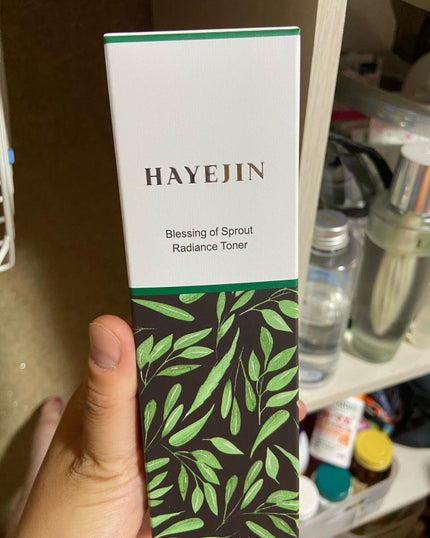 HAYEJIN
Blessing of Sprout
Radiance Toner